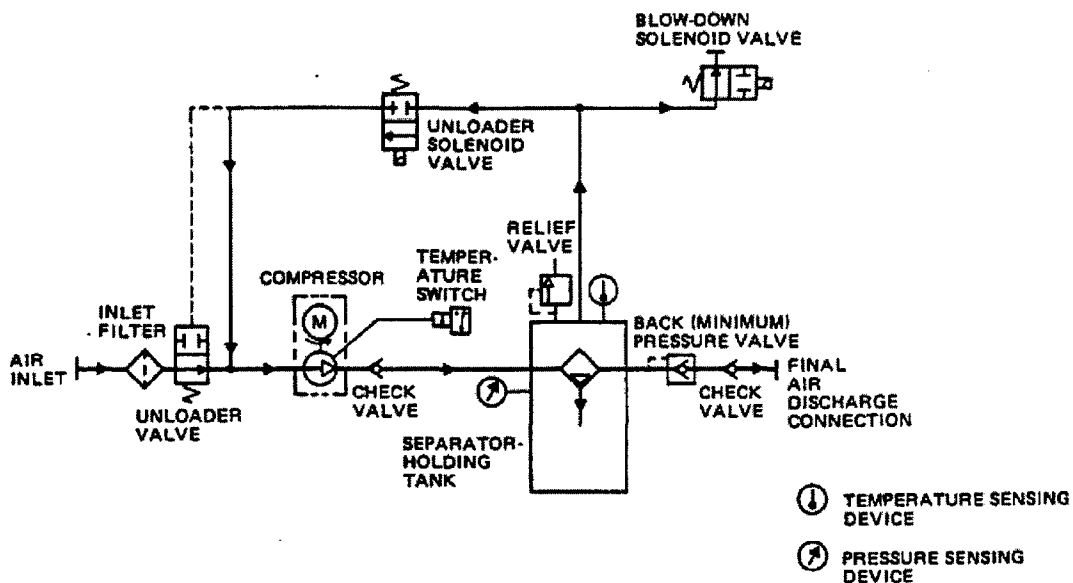 BLOW-DOWN
SOLENOID VALVE
UNLOADER
SOLENOID
VALVE
RELIEF
VALVE
TEMPER-
ATURE
SWITCH
COMPRESSOR
M
INLET
FILTER
BACK (MINIMUM)
PRESSURE VALVE
AIR
INLET
CHECK
VALVE
CHECK
VALVE
FINAL
AIR
DISCHARGE
CONNECTION
UNLOADER
VALVE
SEPARATOR-
HOLDING
TANK
TEMPERATURE SENSING
DEVICE
PRESSURE SENSING
DEVICE